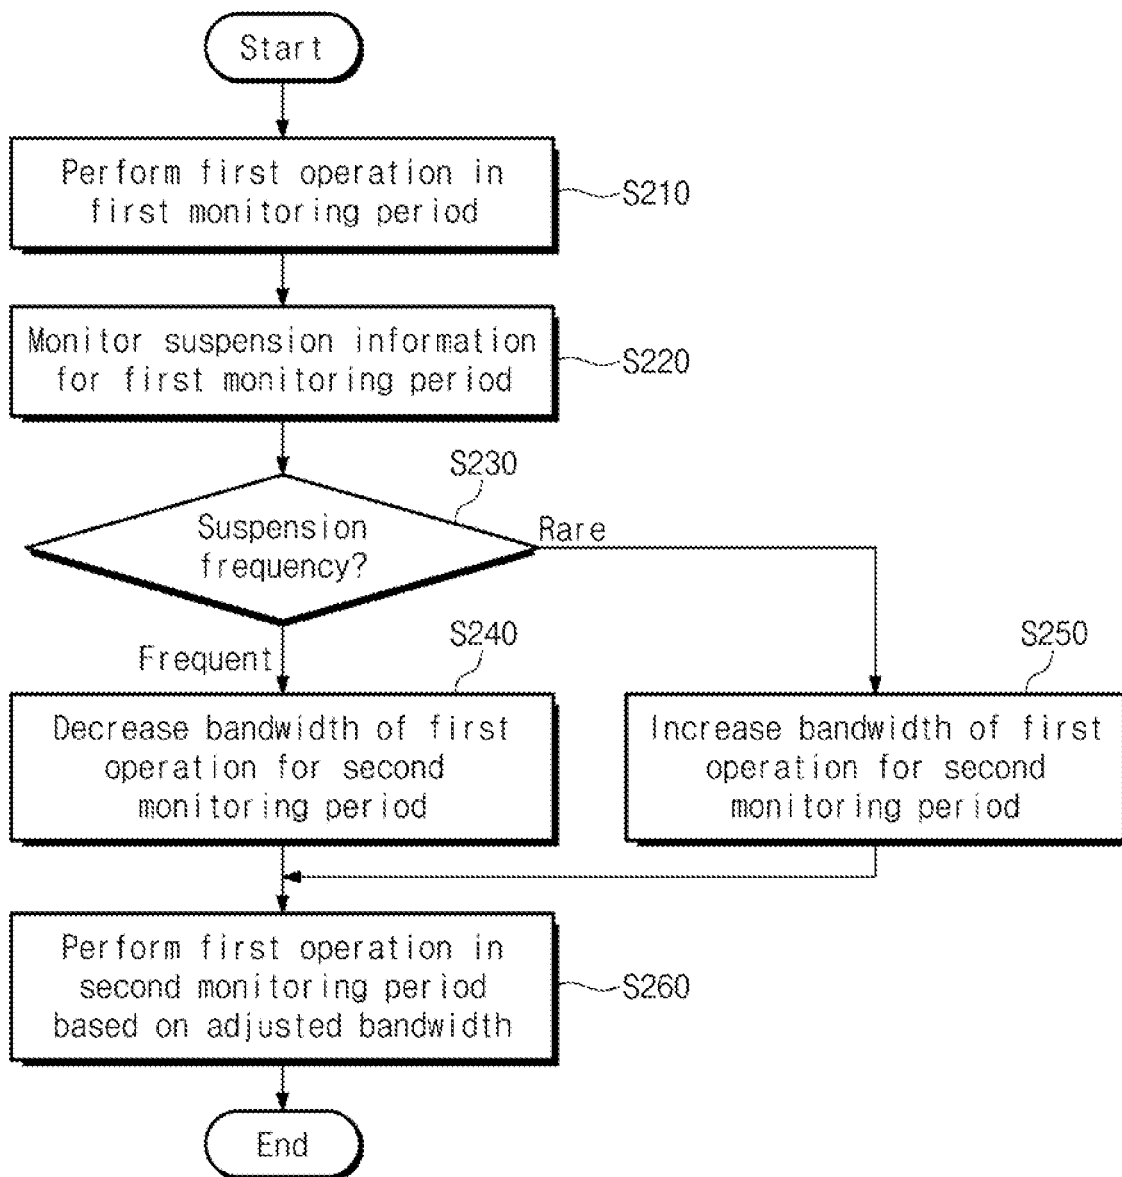 Start
Perform first operation in
first monitoring period
S210
Monitor suspension information
for first monitoring period
S220
S230
Suspension
frequency?
Rare
Frequent
S240
S250
Decrease bandwidth of first
operation for second
monitoring period
Increase bandwidth of first
operation for second
monitoring period
Perform first operation in
second monitoring period
based on adjusted bandwidth
S260
End